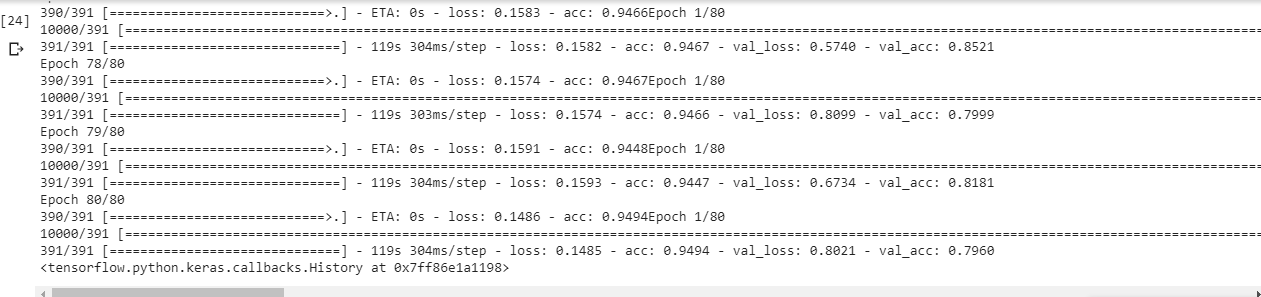 [24]
390/391 [============================>.] - ETA: 0s - loss: 0.1583 - acc: 0.9466Epoch 1/80
10000/391 [==========================================================================================================================================================
391/391 [==============================] - 119s 304ms/step - loss: 0.1582 - acc: 0.9467 - val_loss: 0.5740 - val_acc: 0.8521
Epoch 78/80
390/391 [============================>.] - ETA: 0s - loss: 0.1574 - acc: 0.9467Epoch 1/80
10000/391 [==========================================================================================================================================================
391/391 [==============================] - 119s 303ms/step - loss: 0.1574 - acc: 0.9466 - val_loss: 0.8099 - val_acc: 0.7999
Epoch 79/80
390/391 [============================>.] - ETA: 0s - loss: 0.1591 - acc: 0.9448Epoch 1/80
10000/391 [==========================================================================================================================================================
391/391 [==============================] - 119s 304ms/step - loss: 0.1593 - acc: 0.9447 - val_loss: 0.6734 - val_acc: 0.8181
Epoch 80/80
390/391 [============================>.] - ETA: 0s - loss: 0.1486 - acc: 0.9494Epoch 1/80
10000/391 [==========================================================================================================================================================
391/391 [==============================] - 119s 304ms/step - loss: 0.1485 - acc: 0.9494 - val_loss: 0.8021 - val_acc: 0.7960
<tensorflow.python.keras.callbacks.History at 0x7ff86e1a1198>